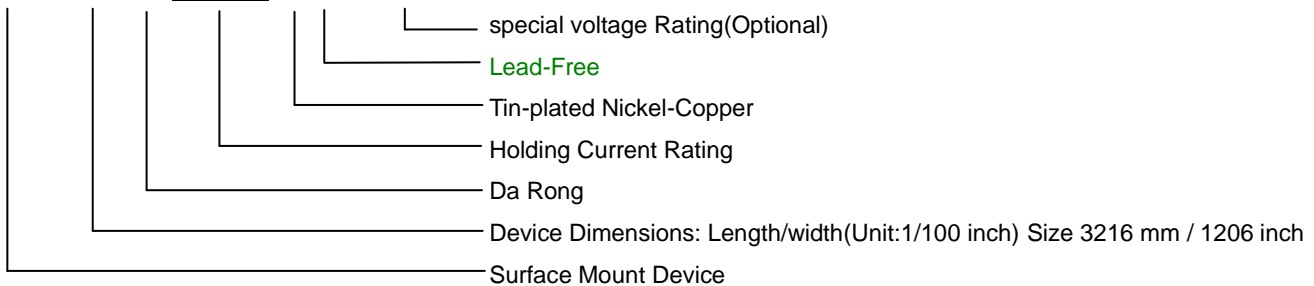 special voltage Rating(Optional)
Lead-Free
Tin-plated Nickel-Copper
Holding Current Rating
Da Rong
Device Dimensions: Length/width(Unit:1/100 inch) Size 3216 mm / 1206 inch
Surface Mount Device